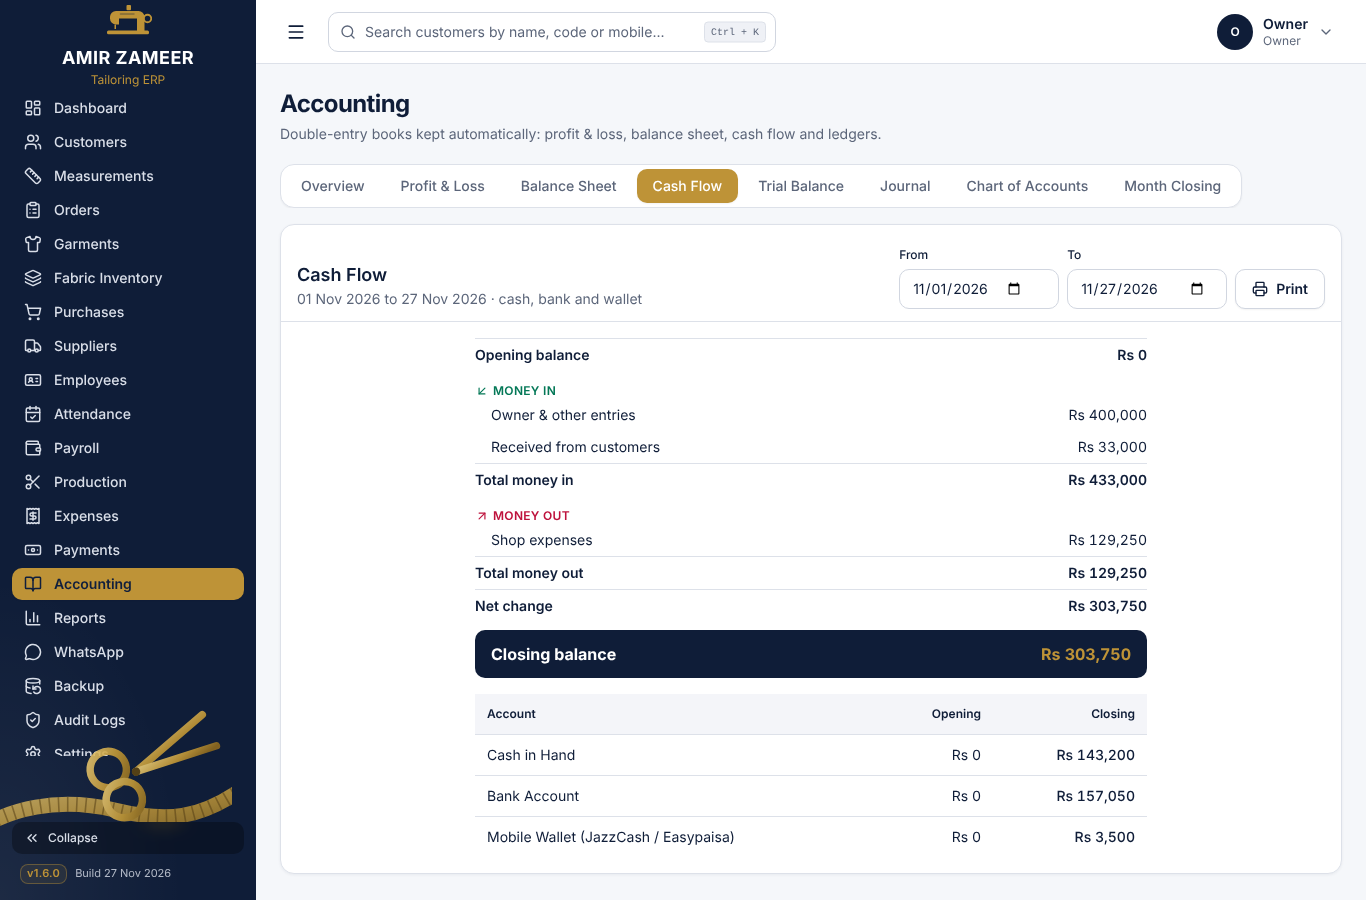 AMIR ZAMEER
Tailoring ERP
Dashboard
Customers
Measurements
Orders
Garments
Fabric Inventory
Purchases
Suppliers
Employees
Attendance
Payroll
Production
Expenses
Payments
Accounting
Reports
WhatsApp
Backup
Audit Logs
Settings
Collapse
v1.6.0 Build 27 Nov 2026
Search customers by name, code or mobile... Ctrl + K
O
Owner
Owner
Accounting
Double-entry books kept automatically: profit & loss, balance sheet, cash flow and ledgers.
Overview Profit & Loss Balance Sheet Cash Flow Trial Balance Journal Chart of Accounts Month Closing
Cash Flow
01 Nov 2026 to 27 Nov 2026 · cash, bank and wallet
From To
11/01/2026 11/27/2026 Print
Opening balance Rs 0
MONEY IN
Owner & other entries Rs 400,000
Received from customers Rs 33,000
Total money in Rs 433,000
MONEY OUT
Shop expenses Rs 129,250
Total money out Rs 129,250
Net change Rs 303,750
Closing balance Rs 303,750
Account Opening Closing
Cash in Hand Rs 0 Rs 143,200
Bank Account Rs 0 Rs 157,050
Mobile Wallet (JazzCash / Easypaisa) Rs 0 Rs 3,500